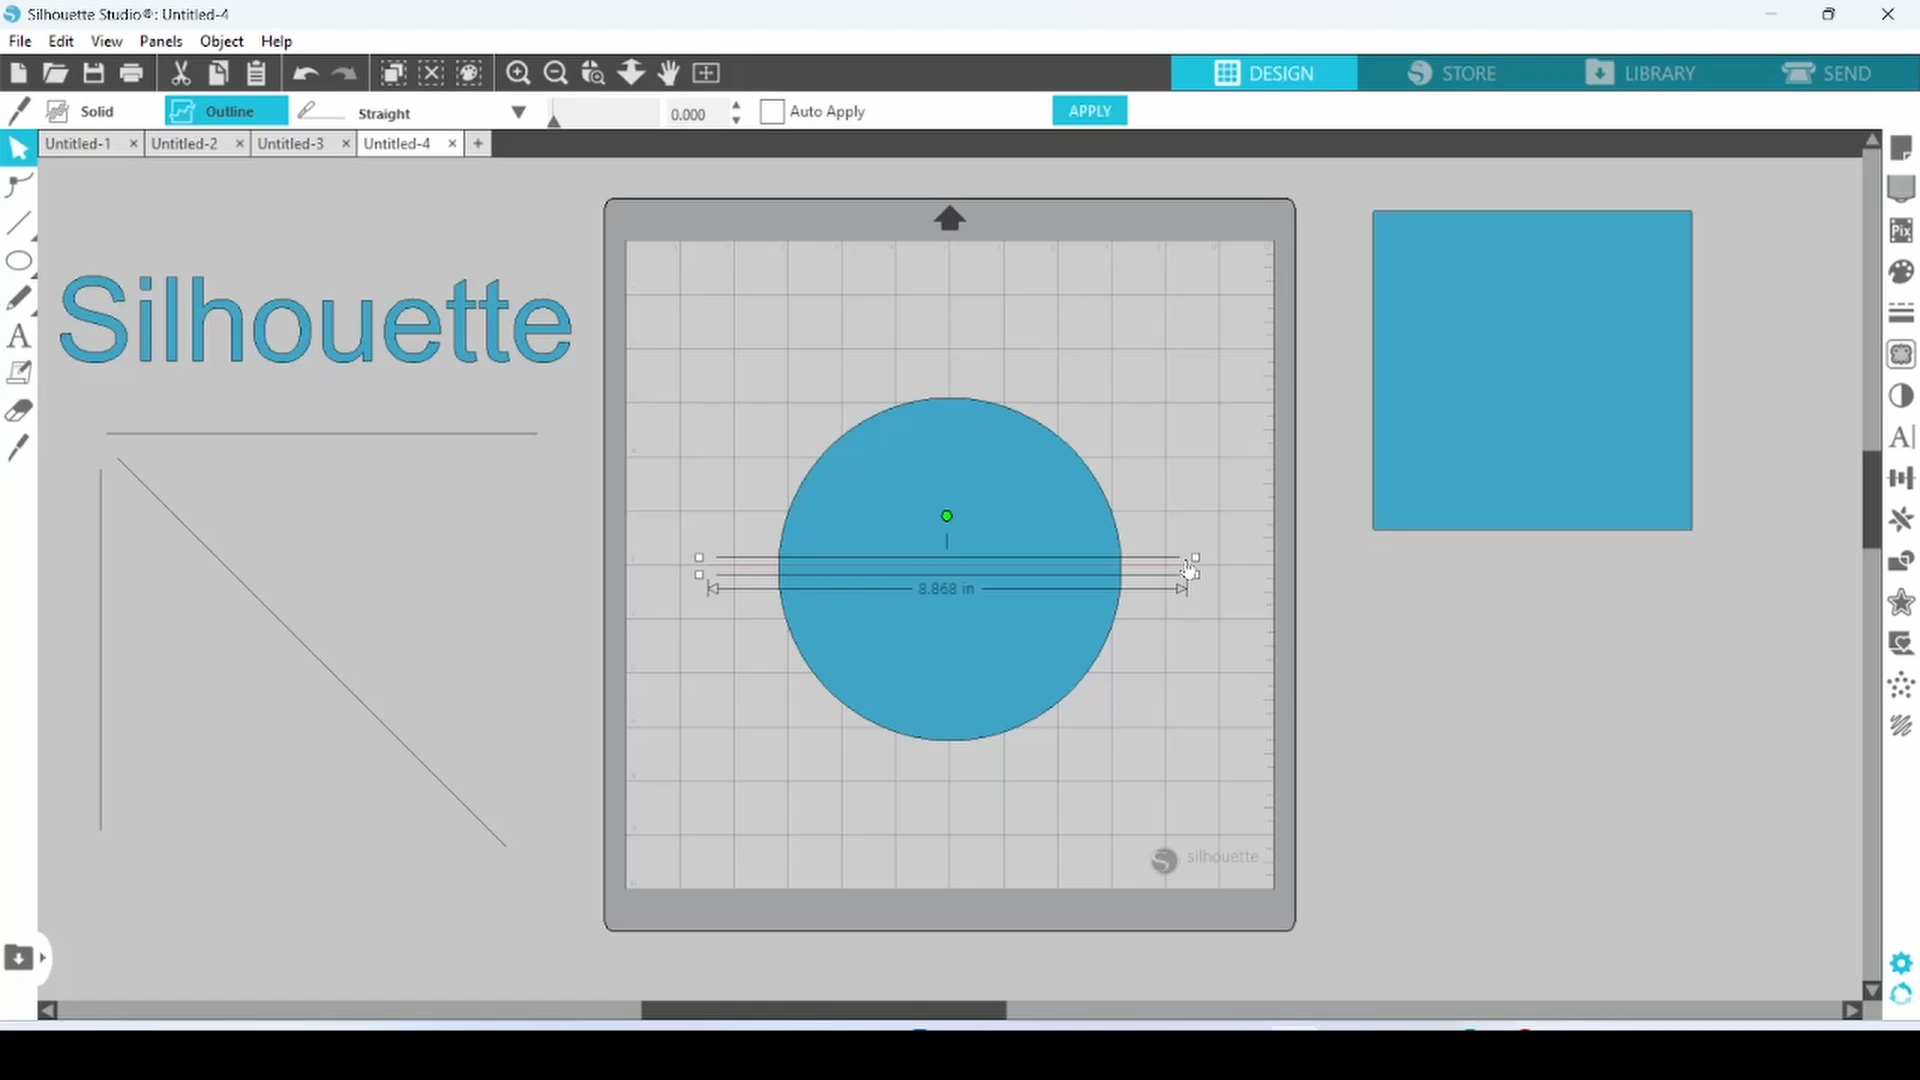 Silhouette Studio®: Untitled-4
File Edit View Panels Object Help
DESIGN STORE LIBRARY SEND
Solid Outline Straight 0.000 Auto Apply APPLY
Untitled-1 Untitled-2 Untitled-3 Untitled-4
Pix
Silhouette
8.868 in
silhouette